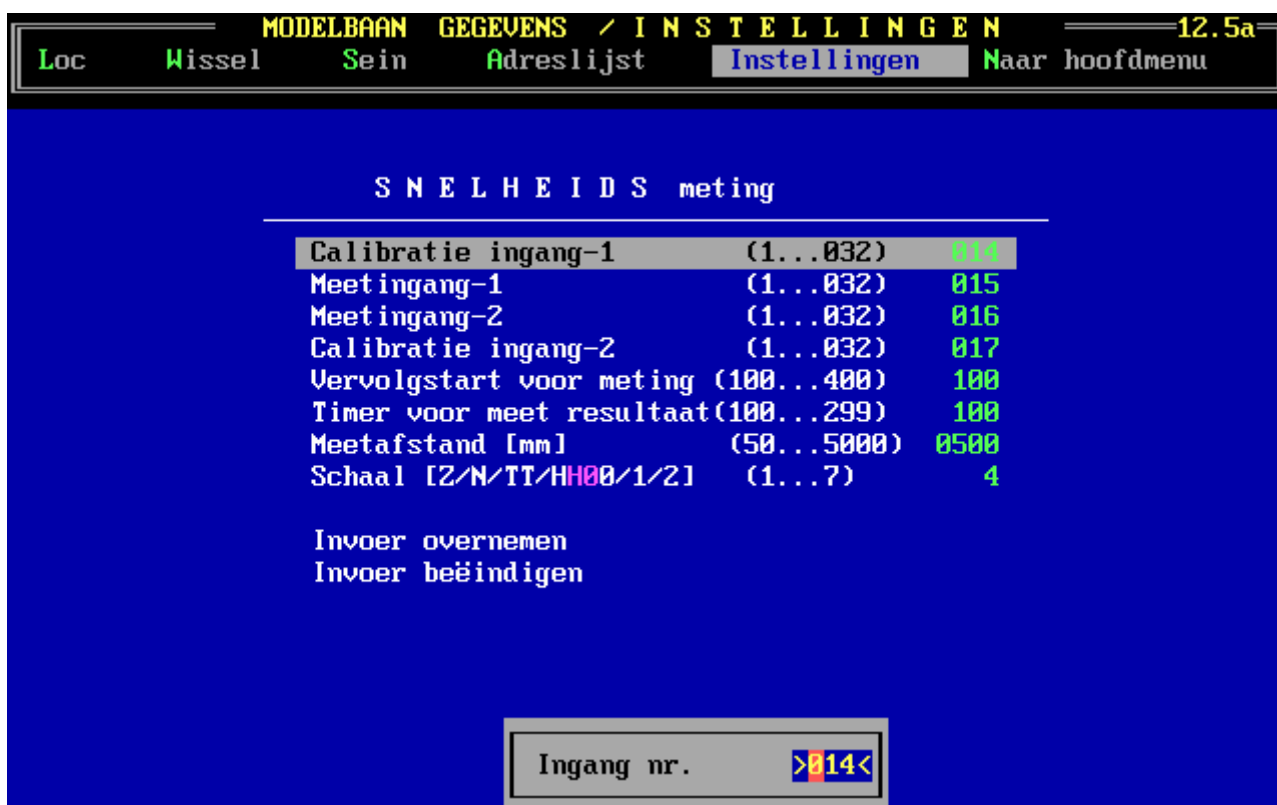 MODELBAAN GEGEVENS / I N S T E L L I N G E N 12.5a
Loc Wissel Sein Adreslijst Instellingen Naar hoofdmenu
S N E L H E I D S meting
Calibratie ingang-1 (1...032) 014
Meetingang-1 (1...032) 015
Meetingang-2 (1...032) 016
Calibratie ingang-2 (1...032) 017
Vervolgstart voor meting (100...400) 100
Timer voor meet resultaat(100...299) 100
Meetafstand [mm] (50...5000) 0500
Schaal [Z/N/TT/HH00/1/2] (1...7) 4
Invoer overnemen
Invoer beëindigen
Ingang nr. >014<